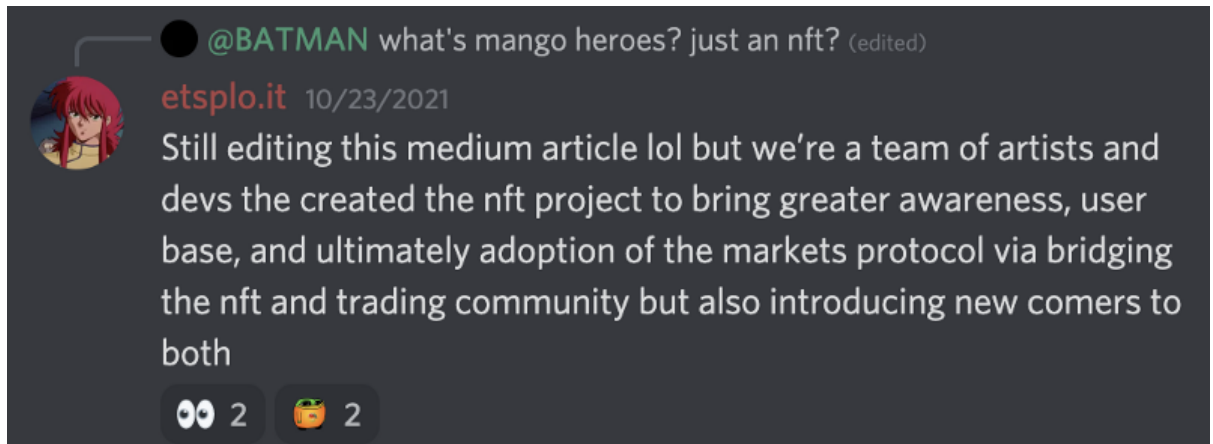 @BATMAN what's mango heroes? just an nft? (edited)
etsplo.it 10/23/2021
Still editing this medium article lol but we’re a team of artists and
devs the created the nft project to bring greater awareness, user
base, and ultimately adoption of the markets protocol via bridging
the nft and trading community but also introducing new comers to
both
2 2